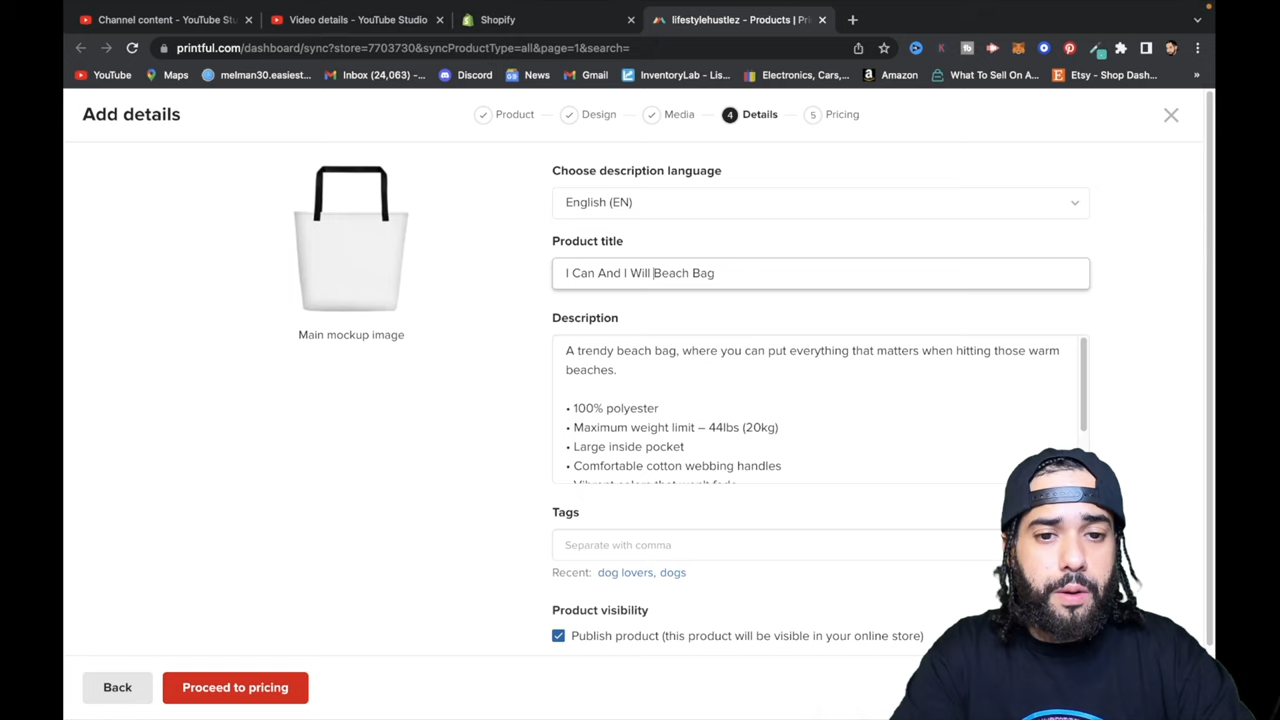 Channel content - YouTube Stu
Video details - YouTube Studio
Shopify
lifestylehustlez - Products | Pri
printful.com/dashboard/sync?store=7703730&syncProductType=all&page=1&search=
YouTube
Maps
melman30.easiest...
Inbox (24,063) -...
Discord
News
Gmail
InventoryLab - Lis...
Electronics, Cars,...
Amazon
What To Sell On A...
Etsy - Shop Dash...
»
Add details
Product
Design
Media
4 Details
5 Pricing
Choose description language
English (EN)
Product title
I Can And I Will Beach Bag
Main mockup image
Description
A trendy beach bag, where you can put everything that matters when hitting those warm
beaches.
• 100% polyester
• Maximum weight limit – 44lbs (20kg)
• Large inside pocket
• Comfortable cotton webbing handles
Tags
Separate with comma
Recent: dog lovers, dogs
Product visibility
Publish product (this product will be visible in your online store)
Back
Proceed to pricing